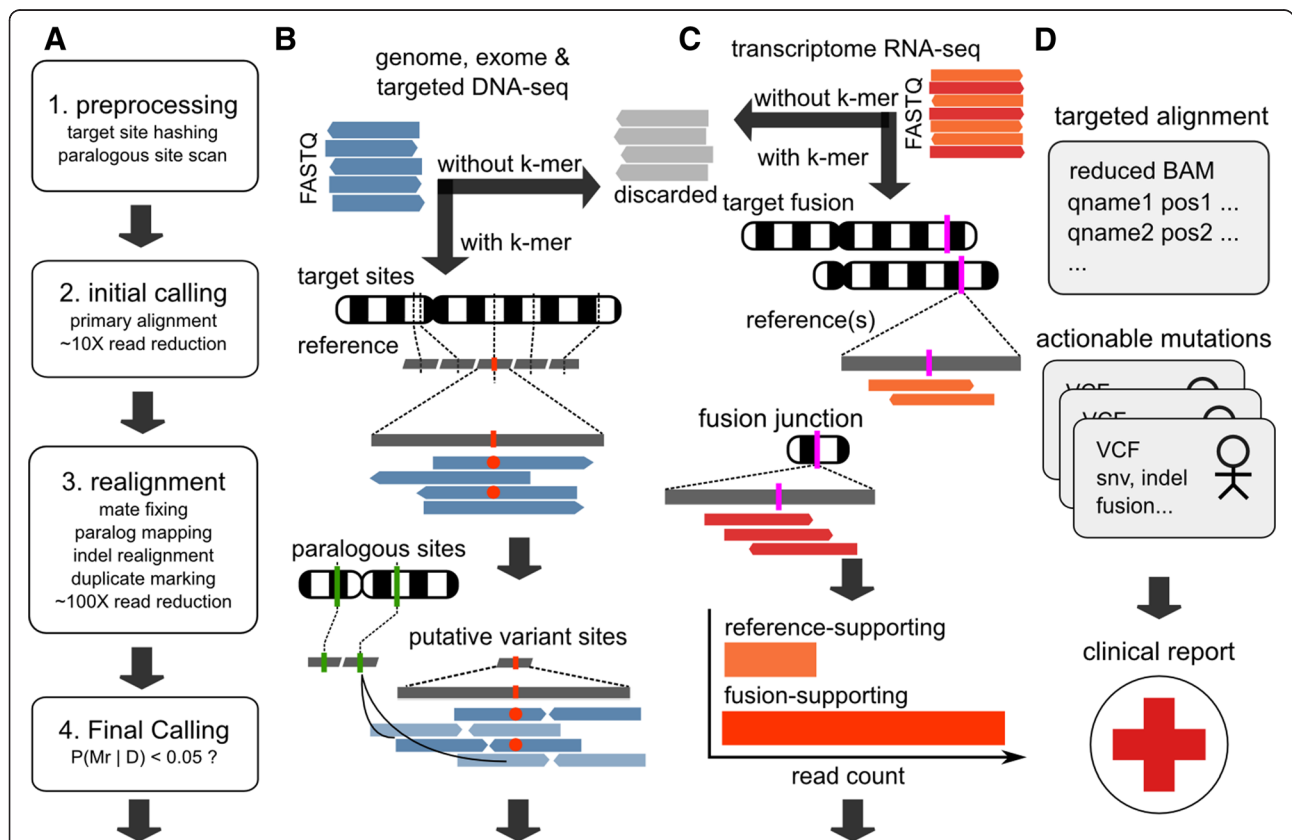 A
1. preprocessing
target site hashing
paralogous site scan
2. initial calling
primary alignment
~10X read reduction
3. realignment
mate fixing
paralog mapping
indel realignment
duplicate marking
~100X read reduction
4. Final Calling
P(Mr | D) < 0.05 ?
B
genome, exome &
targeted DNA-seq
FASTQ
without k-mer
discarded
with k-mer
target sites
reference
paralogous sites
putative variant sites
C
transcriptome RNA-seq
without k-mer
FASTQ
with k-mer
target fusion
reference(s)
fusion junction
reference-supporting
fusion-supporting
read count
D
targeted alignment
reduced BAM
qname1 pos1 ...
qname2 pos2 ...
...
actionable mutations
VCF
VCF
VCF
snv, indel
fusion...
clinical report